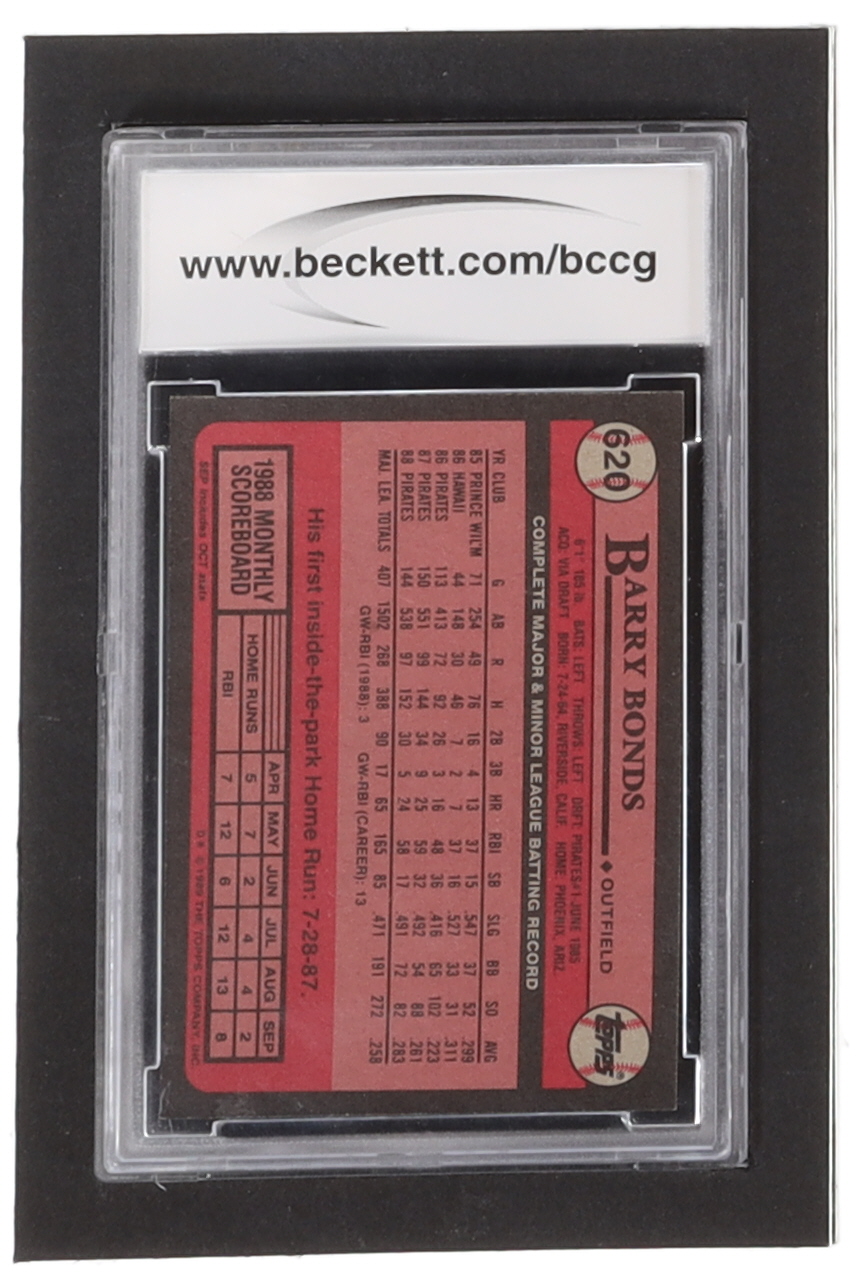 www.beckett.com/bccg
620
BARRY BONDS ♦ OUTFIELD
topps®
6'1" 185 lb. BATS: LEFT THROWS: LEFT DRFT: PIRATES #1-JUNE 1985
ACQ: VIA DRAFT BORN: 7-24-64, RIVERSIDE, CALIF. HOME: PHOENIX, ARIZ.
COMPLETE MAJOR & MINOR LEAGUE BATTING RECORD
YR CLUB G AB R H 2B 3B HR RBI SB SLG BB SO AVG
85 PRINCE WIL'M 71 254 49 76 16 4 13 37 15 .547 37 52 .299
86 HAWAII 44 148 30 46 7 2 7 37 16 .527 33 31 .311
86 PIRATES 113 413 72 92 26 3 16 48 36 .416 65 102 .223
87 PIRATES 150 551 99 144 34 9 25 59 32 .492 54 88 .261
88 PIRATES 144 538 97 152 30 5 24 58 17 .491 72 82 .283
MAJ. LEA. TOTALS 407 1502 268 388 90 17 65 165 85 .471 191 272 .258
GW-RBI (1988): 3 GW-RBI (CAREER): 13
His first inside-the-park Home Run: 7-28-87.
1988 MONTHLY
SCOREBOARD
APR MAY JUN JUL AUG SEP
HOME RUNS 5 7 2 4 4 2
RBI 7 12 6 12 13 8
SEP includes OCT stats
© 1989 THE TOPPS COMPANY, INC.